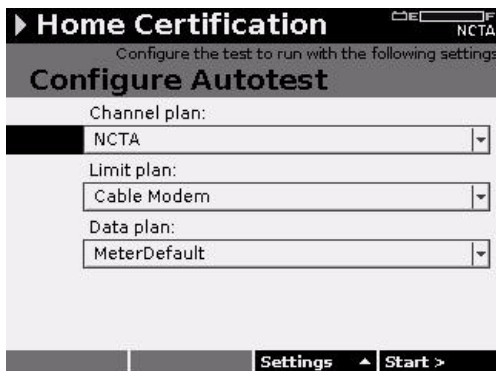 Home Certification
E F
NCTA
Configure the test to run with the following settings
Configure Autotest
Channel plan:
NCTA
Limit plan:
Cable Modem
Data plan:
MeterDefault
Settings
Start >